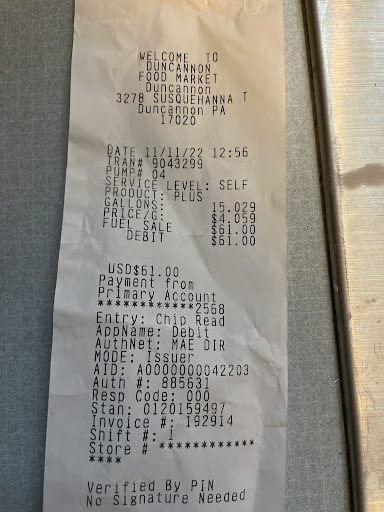 WELCOME TO
DUNCANNON
FOOD MARKET
Duncannon
3278 SUSQUEHANNA T
Duncannon PA
17020
DATE 11/11/22 12:56
TRAN# 9043299
PUMP# 04
SERVICE LEVEL: SELF
PRODUCT: PLUS
GALLONS: 15.029
PRICE/G: $4.059
FUEL SALE $61.00
DEBIT $61.00
USD$61.00
Payment from
Primary Account
************2568
Entry: Chip Read
AppName: Debit
AuthNet: MAE DIR
MODE: Issuer
AID: A0000000042203
Auth #: 885631
Resp Code: 000
Stan: 0120159497
Invoice #: 192914
Shift #: 1
Store # ************
****
Verified By PIN
No Signature Needed